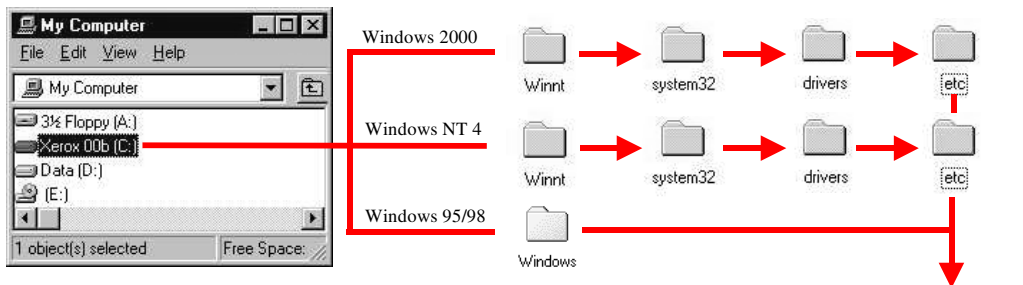 My Computer
File Edit View Help
My Computer
3½ Floppy (A:)
Xerox 00b (C:)
Data (D:)
(E:)
1 object(s) selected Free Space:
Windows 2000
Winnt system32 drivers etc
Windows NT 4
Winnt system32 drivers etc
Windows 95/98
Windows